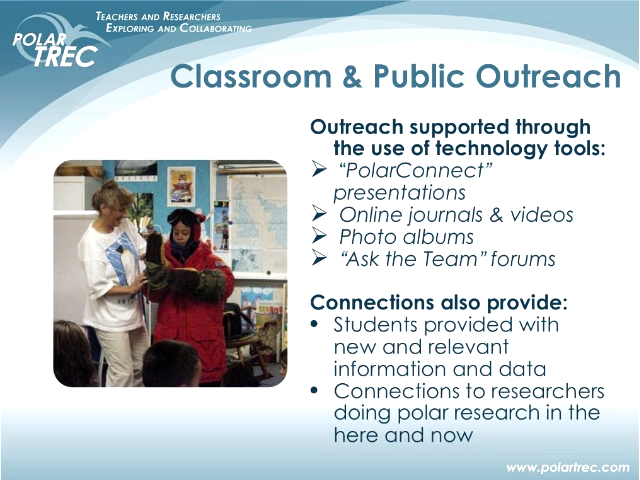 TEACHERS AND RESEARCHERS
EXPLORING AND COLLABORATING
POLAR
TREC
Classroom & Public Outreach
Outreach supported through
the use of technology tools:
➢ “PolarConnect”
presentations
➢ Online journals & videos
➢ Photo albums
➢ “Ask the Team” forums
Connections also provide:
• Students provided with
new and relevant
information and data
• Connections to researchers
doing polar research in the
here and now
www.polartrec.com